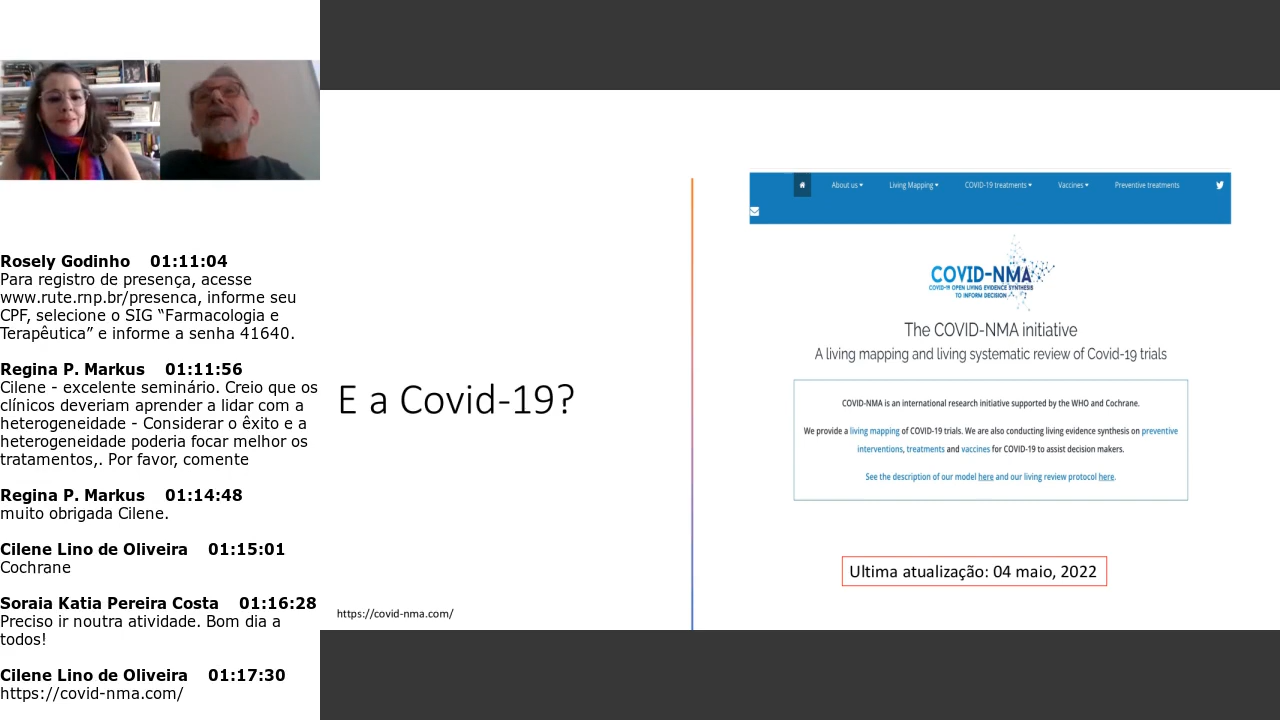 Rosely Godinho 01:11:04
Para registro de presença, acesse
www.rute.rnp.br/presenca, informe seu
CPF, selecione o SIG “Farmacologia e
Terapêutica” e informe a senha 41640.
Regina P. Markus 01:11:56
Cilene - excelente seminário. Creio que os
clínicos deveriam aprender a lidar com a
heterogeneidade - Considerar o êxito e a
heterogeneidade poderia focar melhor os
tratamentos,. Por favor, comente
Regina P. Markus 01:14:48
muito obrigada Cilene.
Cilene Lino de Oliveira 01:15:01
Cochrane
Soraia Katia Pereira Costa 01:16:28
Preciso ir noutra atividade. Bom dia a
todos!
Cilene Lino de Oliveira 01:17:30
https://covid-nma.com/
E a Covid-19?
https://covid-nma.com/
About us Living Mapping COVID-19 treatments Vaccines Preventive treatments
COVID-NMA
COVID-19 OPEN LIVING EVIDENCE SYNTHESIS
TO INFORM DECISION
The COVID-NMA initiative
A living mapping and living systematic review of Covid-19 trials
COVID-NMA is an international research initiative supported by the WHO and Cochrane.
We provide a living mapping of COVID-19 trials. We are also conducting living evidence synthesis on preventive
interventions, treatments and vaccines for COVID-19 to assist decision makers.
See the description of our model here and our living review protocol here.
Ultima atualização: 04 maio, 2022